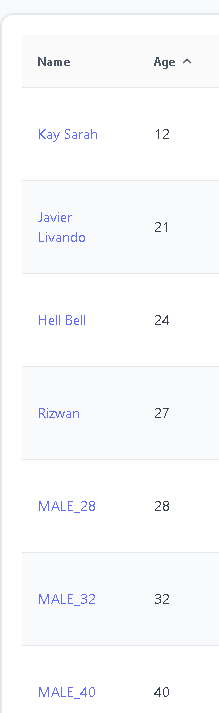 Name Age
Kay Sarah 12
Javier
Livando 21
Hell Bell 24
Rizwan 27
MALE_28 28
MALE_32 32
MALE_40 40